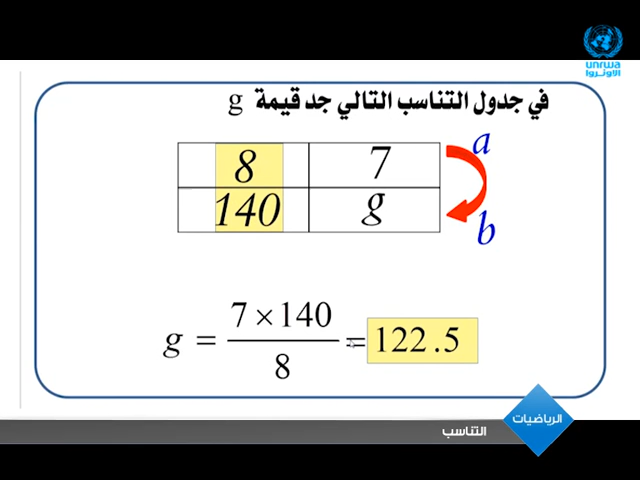 unrwa
الأونروا
في جدول التناسب التالي جد قيمة g
8 7 a
140 g b
g = 7 × 140 / 8 = 122.5
الرياضيات
التناسب